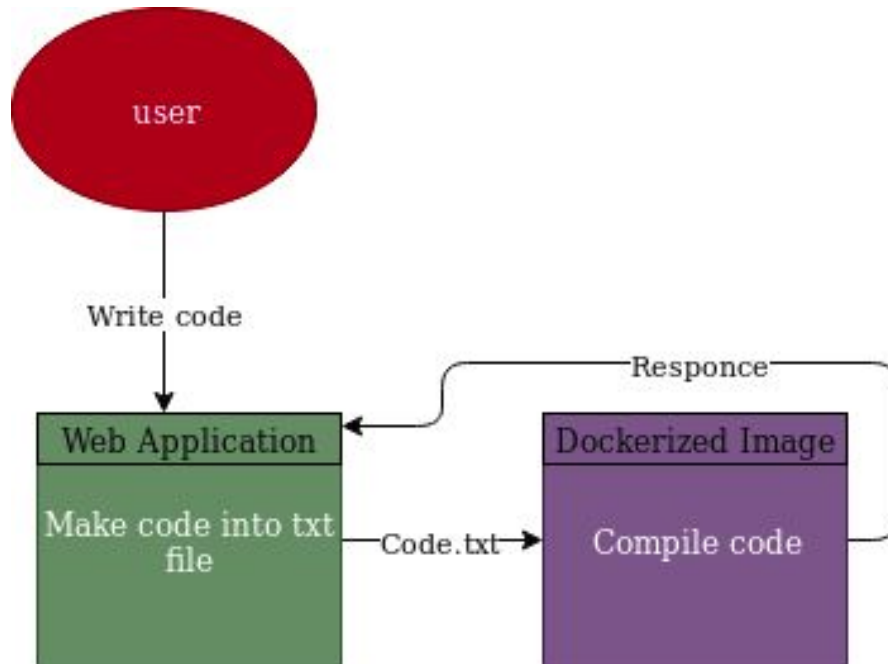 user
Write code
Responce
Web Application
Dockerized Image
Make code into txt
file
Code.txt
Compile code